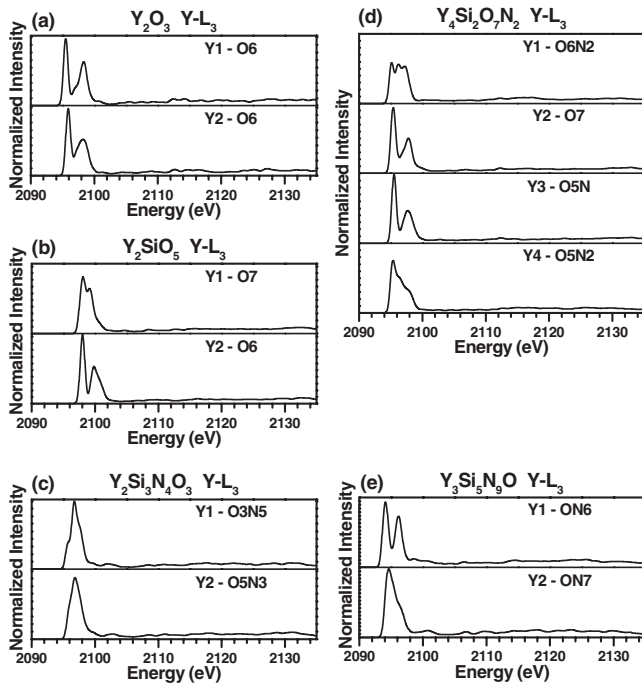 (a) Y₂O₃ Y-L₃
Y1 - O6
Y2 - O6
Normalized Intensity
2090 2100 2110 2120 2130
Energy (eV)
(b) Y₂SiO₅ Y-L₃
Y1 - O7
Y2 - O6
Normalized Intensity
2090 2100 2110 2120 2130
Energy (eV)
(c) Y₂Si₃N₄O₃ Y-L₃
Y1 - O3N5
Y2 - O5N3
Normalized Intensity
2090 2100 2110 2120 2130
Energy (eV)
(d) Y₄Si₂O₇N₂ Y-L₃
Y1 - O6N2
Y2 - O7
Y3 - O5N
Y4 - O5N2
Normalized Intensity
2090 2100 2110 2120 2130
Energy (eV)
(e) Y₃Si₅N₉O Y-L₃
Y1 - ON6
Y2 - ON7
Normalized Intensity
2090 2100 2110 2120 2130
Energy (eV)